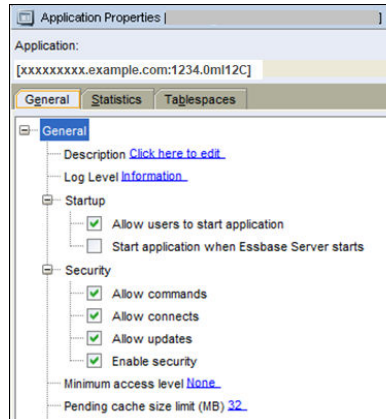 Application Properties [ ]
Application:
[xxxxxxxxx.example.com:1234.0ml12C]
General Statistics Tablespaces
General
Description Click here to edit
Log Level Information
Startup
Allow users to start application
Start application when Essbase Server starts
Security
Allow commands
Allow connects
Allow updates
Enable security
Minimum access level None
Pending cache size limit (MB) 32